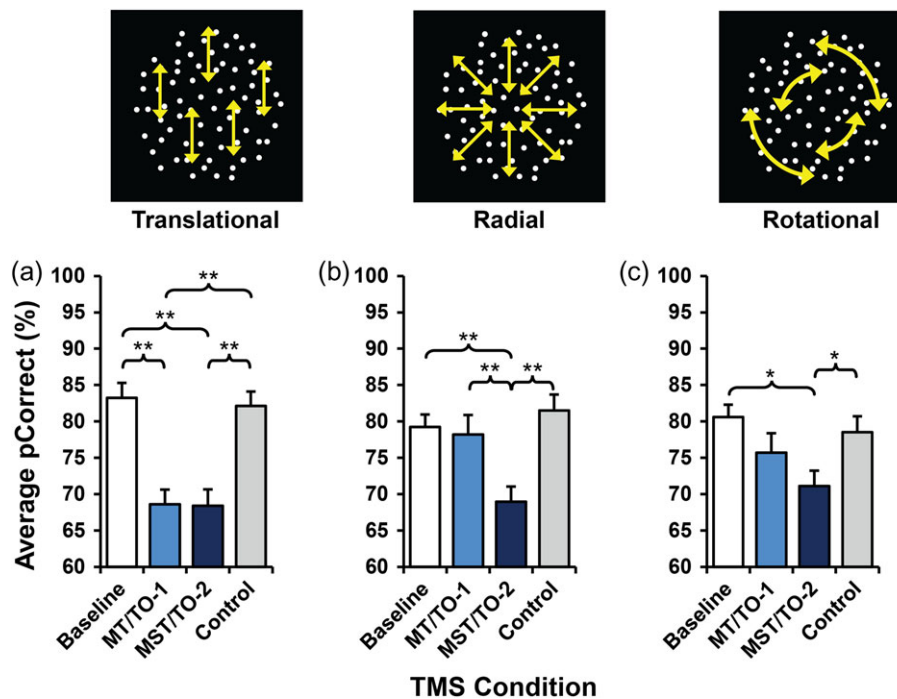 Translational
Radial
Rotational
(a)
Average pCorrect (%)
100
95
90
85
80
75
70
65
60
**
**
**
**
Baseline
MT/TO-1
MST/TO-2
Control
(b)
100
95
90
85
80
75
70
65
60
**
**
**
Baseline
MT/TO-1
MST/TO-2
Control
(c)
100
95
90
85
80
75
70
65
60
*
*
Baseline
MT/TO-1
MST/TO-2
Control
TMS Condition